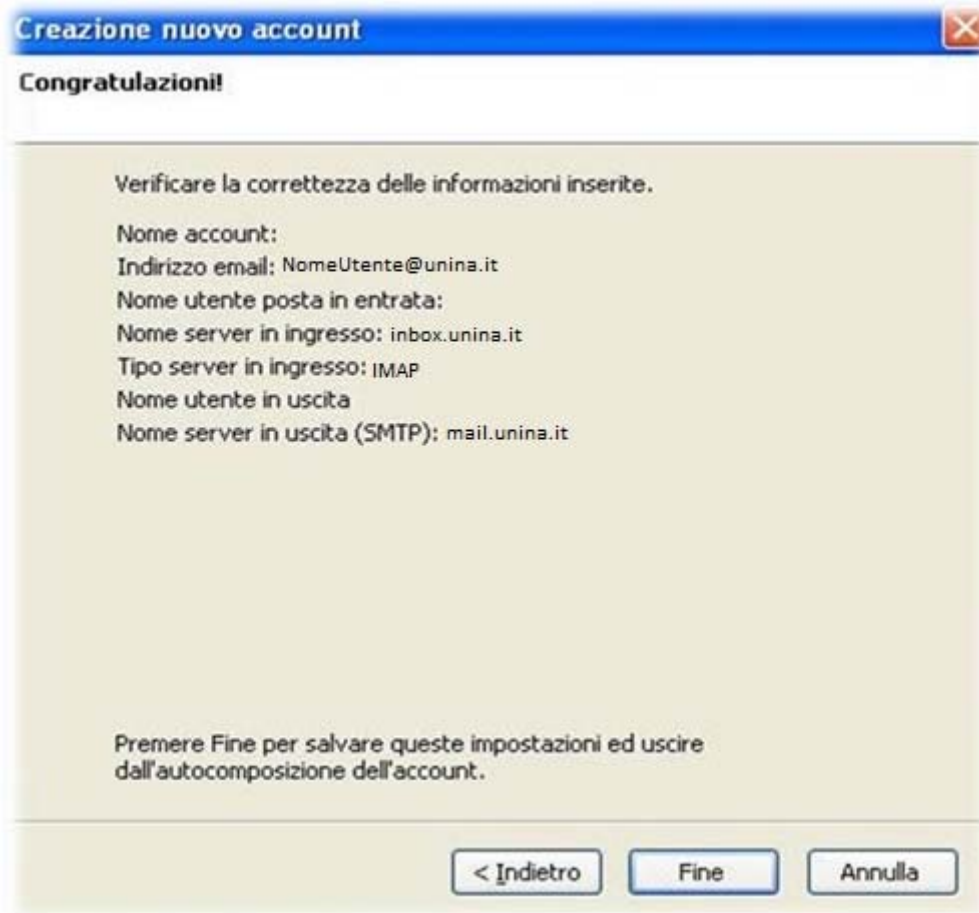 Creazione nuovo account
Congratulazioni!
Verificare la correttezza delle informazioni inserite.
Nome account:
Indirizzo email: NomeUtente@unina.it
Nome utente posta in entrata:
Nome server in ingresso: inbox.unina.it
Tipo server in ingresso: IMAP
Nome utente in uscita
Nome server in uscita (SMTP): mail.unina.it
Premere Fine per salvare queste impostazioni ed uscire
dall'autocomposizione dell'account.
< Indietro Fine Annulla